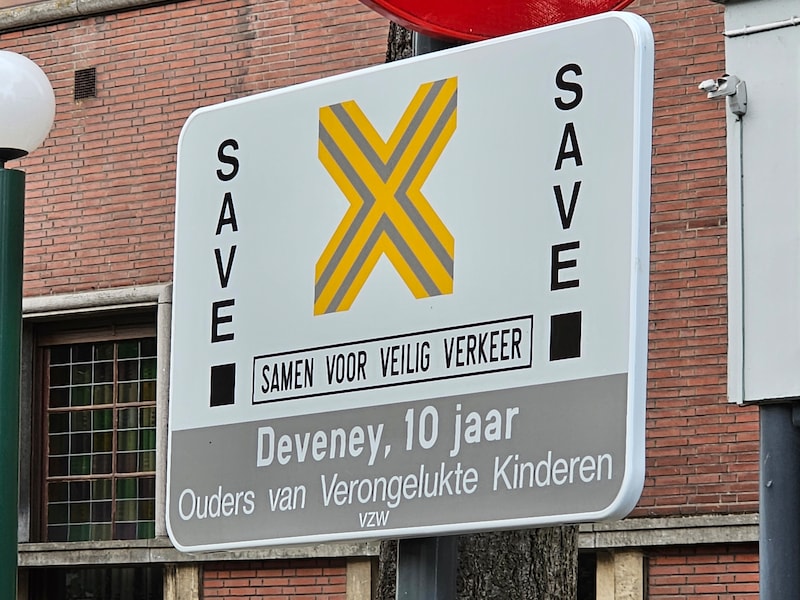 SAVE
SAVE
SAMEN VOOR VEILIG VERKEER
Deveney, 10 jaar
Ouders van Verongelukte Kinderen
VZW